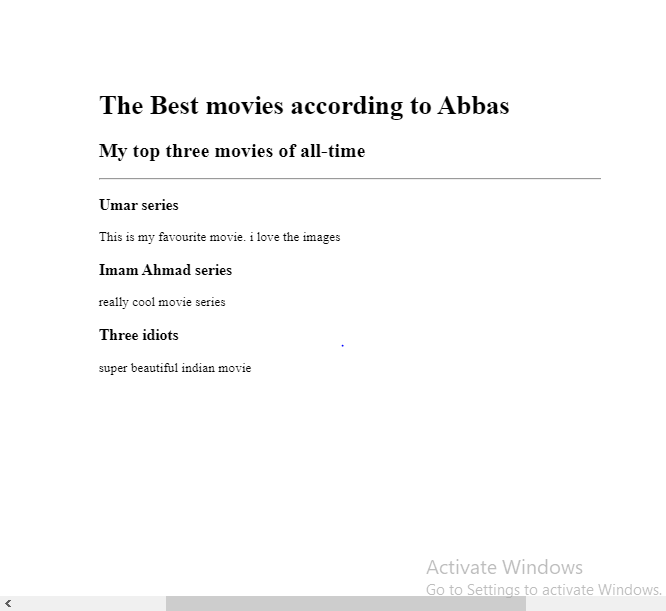 The Best movies according to Abbas
My top three movies of all-time
Umar series
This is my favourite movie. i love the images
Imam Ahmad series
really cool movie series
Three idiots
super beautiful indian movie
Activate Windows
Go to Settings to activate Windows.